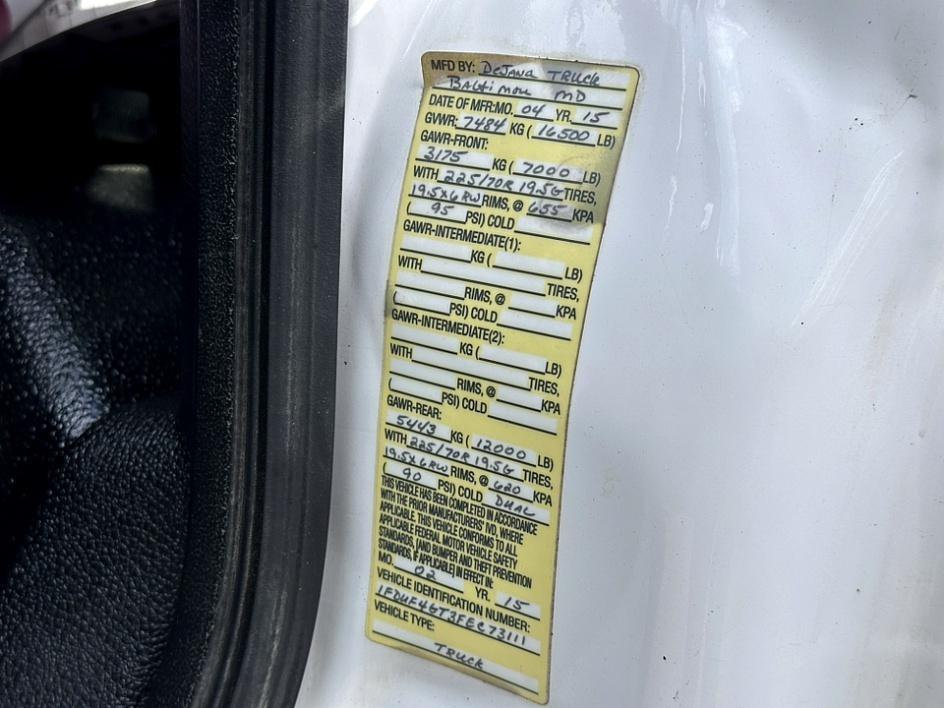 MFD BY: DeJana TRUCK
BAltimore MD
DATE OF MFR:MO. 04 YR. 15
GVWR: 7484 KG ( 16500 LB)
GAWR-FRONT:
3175 KG ( 7000 LB)
WITH 225/70R 19.5G TIRES,
19.5x6RW RIMS, @ 655 KPA
( 95 PSI) COLD
GAWR-INTERMEDIATE(1):
KG ( LB)
WITH TIRES,
RIMS, @ KPA
( PSI) COLD
GAWR-INTERMEDIATE(2):
KG ( LB)
WITH TIRES,
RIMS, @ KPA
( PSI) COLD
GAWR-REAR:
5443 KG ( 12000 LB)
WITH 225/70R 19.5G TIRES,
19.5x6RW RIMS, @ 620 KPA
( 90 PSI) COLD DUAL
THIS VEHICLE HAS BEEN COMPLETED IN ACCORDANCE
WITH THE PRIOR MANUFACTURERS' IVD, WHERE
APPLICABLE. THIS VEHICLE CONFORMS TO ALL
APPLICABLE FEDERAL MOTOR VEHICLE SAFETY
STANDARDS, [AND BUMPER AND THEFT PREVENTION
STANDARDS, IF APPLICABLE] IN EFFECT IN:
MO. 02 YR. 15
VEHICLE IDENTIFICATION NUMBER:
1FDUF4GT3FEC73111
VEHICLE TYPE:
TRUCK